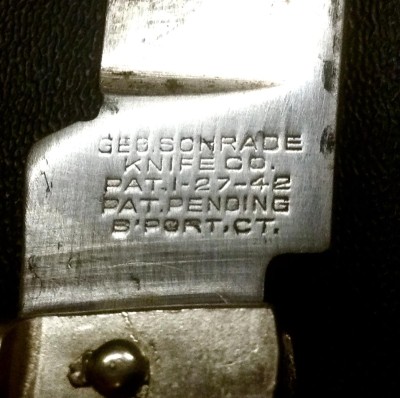 GEO. SCHRADE
KNIFE CO.
PAT. 1-27-42
PAT. PENDING
B'PORT, CT.